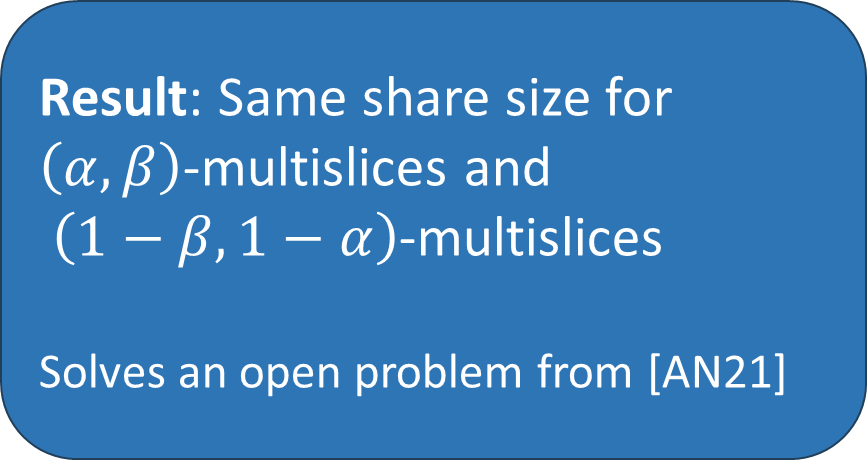 Result: Same share size for
(α, β)-multislices and
(1 − β, 1 − α)-multislices
Solves an open problem from [AN21]